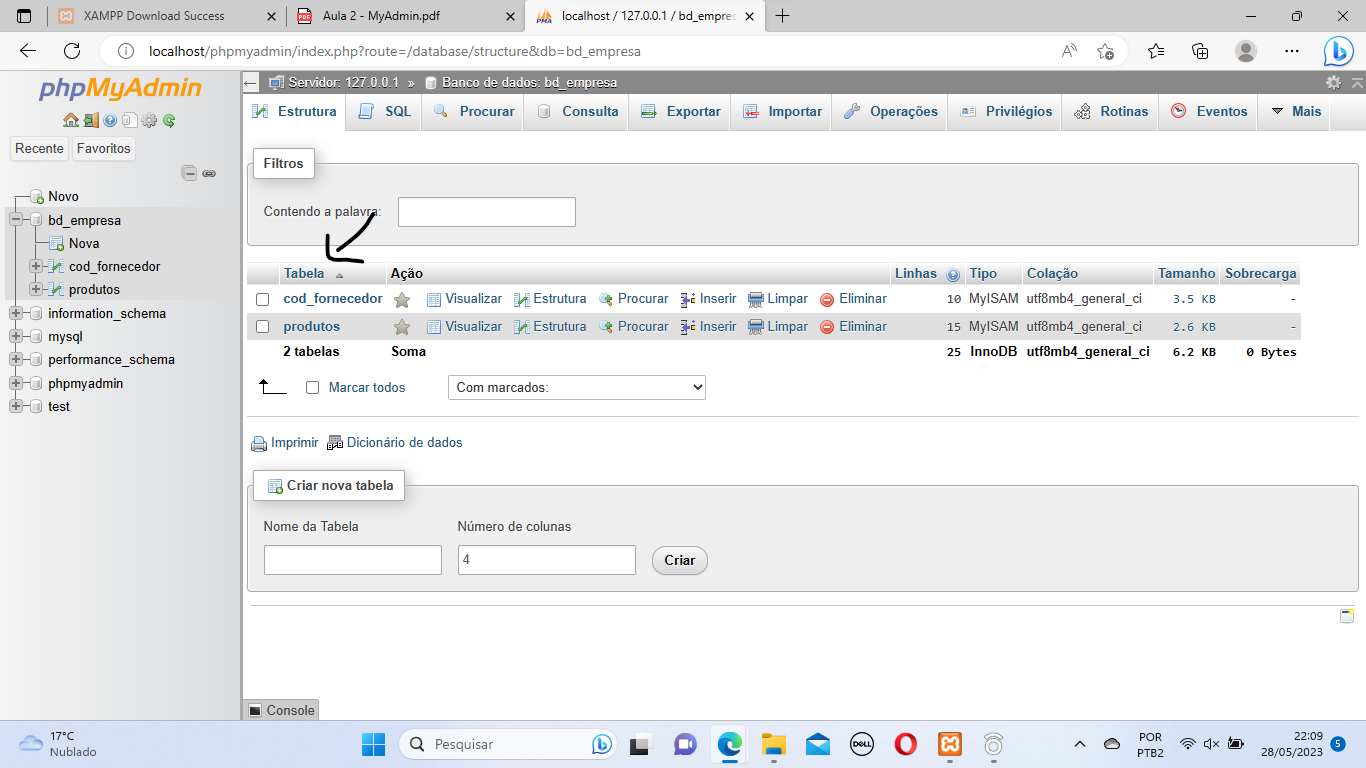 XAMPP Download Success
Aula 2 - MyAdmin.pdf
localhost / 127.0.0.1 / bd_empres
localhost/phpmyadmin/index.php?route=/database/structure&db=bd_empresa
phpMyAdmin
Recente Favoritos
Novo
bd_empresa
Nova
cod_fornecedor
produtos
information_schema
mysql
performance_schema
phpmyadmin
test
Servidor: 127.0.0.1 » Banco de dados: bd_empresa
Estrutura SQL Procurar Consulta Exportar Importar Operações Privilégios Rotinas Eventos Mais
Filtros
Contendo a palavra:
Tabela Ação Linhas Tipo Colação Tamanho Sobrecarga
cod_fornecedor Visualizar Estrutura Procurar Inserir Limpar Eliminar 10 MyISAM utf8mb4_general_ci 3.5 KB -
produtos Visualizar Estrutura Procurar Inserir Limpar Eliminar 15 MyISAM utf8mb4_general_ci 2.6 KB -
2 tabelas Soma 25 InnoDB utf8mb4_general_ci 6.2 KB 0 Bytes
Marcar todos Com marcados:
Imprimir Dicionário de dados
Criar nova tabela
Nome da Tabela Número de colunas
4 Criar
Console
17°C
Nublado
Pesquisar
DELL
POR
PTB2
22:09
28/05/2023
5